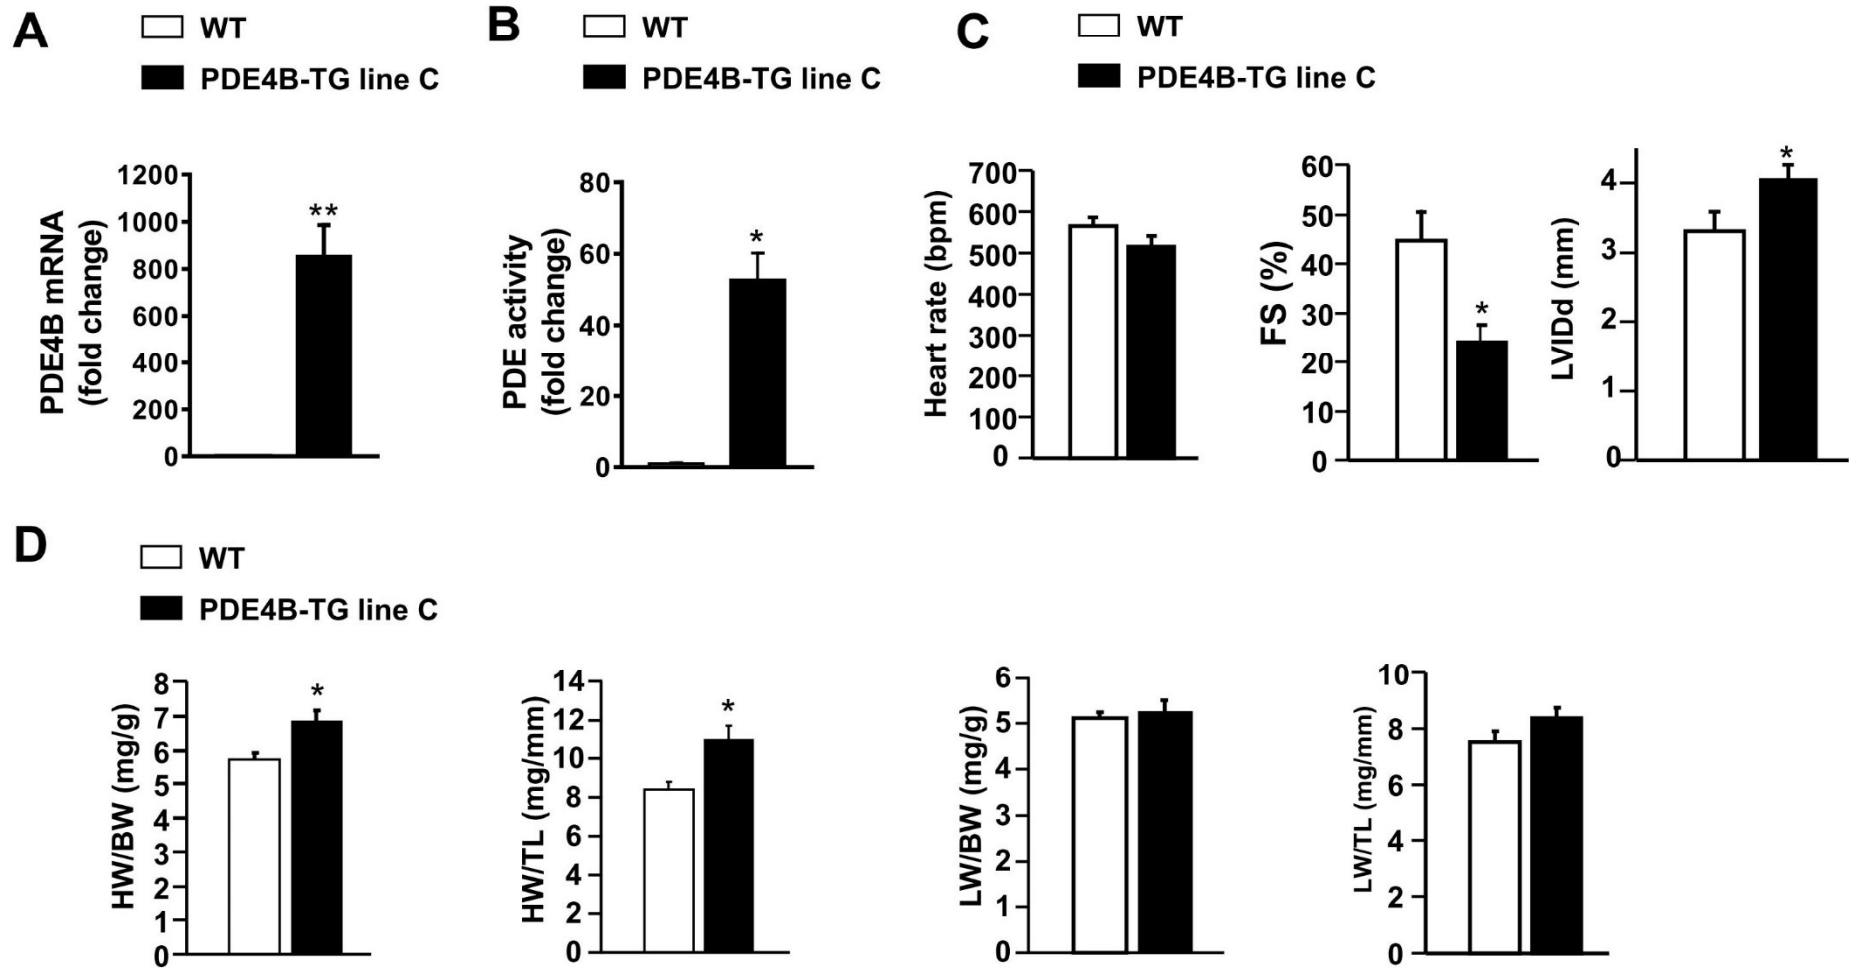 A
WT
PDE4B-TG line C
PDE4B mRNA
(fold change)
1200
1000
800
600
400
200
0
**
B
WT
PDE4B-TG line C
PDE activity
(fold change)
80
60
40
20
0
*
C
WT
PDE4B-TG line C
Heart rate (bpm)
700
600
500
400
300
200
100
0
FS (%)
60
50
40
30
20
10
0
*
LVIDd (mm)
4
3
2
1
0
*
D
WT
PDE4B-TG line C
HW/BW (mg/g)
8
7
6
5
4
3
2
1
0
*
HW/TL (mg/mm)
14
12
10
8
6
4
2
0
*
LW/BW (mg/g)
6
5
4
3
2
1
0
LW/TL (mg/mm)
10
8
6
4
2
0